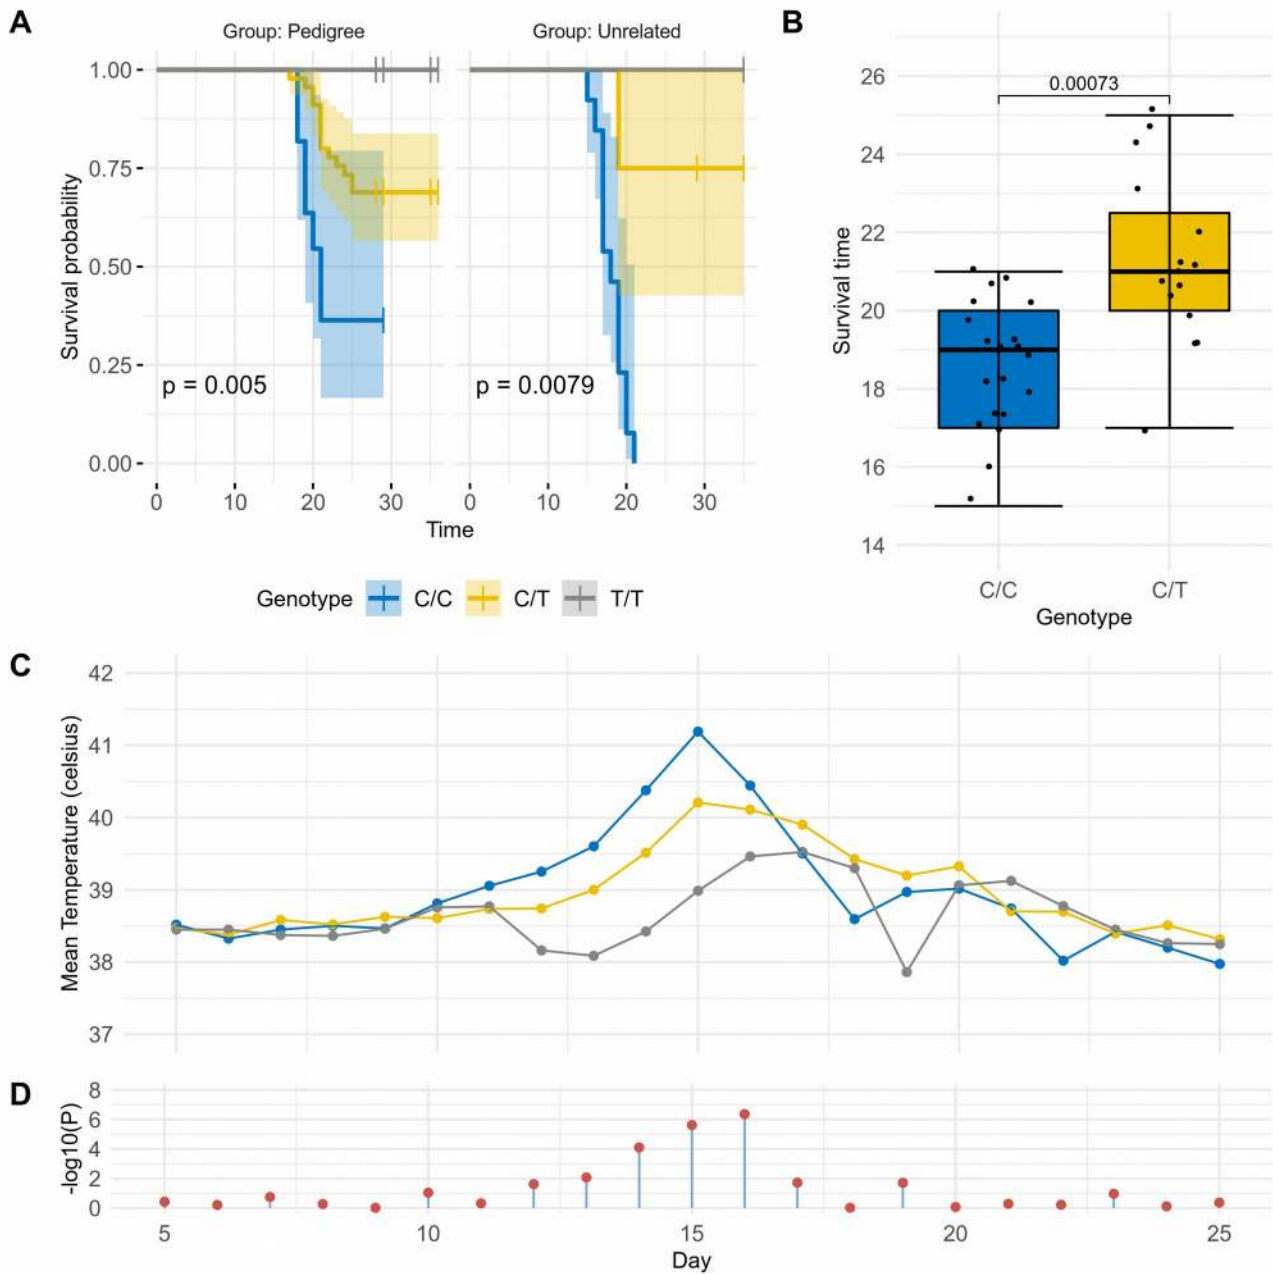 A
Group: Pedigree
Group: Unrelated
1.00
0.75
0.50
0.25
0.00
Survival probability
p = 0.005
p = 0.0079
0 10 20 30
0 10 20 30
Time
Genotype C/C C/T T/T
B
0.00073
26
24
22
20
18
16
14
Survival time
C/C C/T
Genotype
C
42
41
40
39
38
37
Mean Temperature (celsius)
D
8
6
4
2
0
-log10(P)
5 10 15 20 25
Day